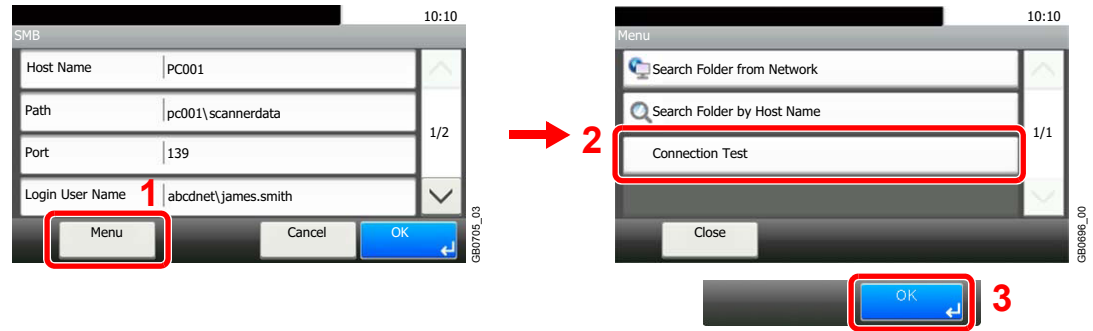 10:10
SMB
Host Name PC001
Path pc001\scannerdata
1/2
Port 139
Login User Name 1 abcdnet\james.smith
Menu Cancel OK
GB0705_03
10:10
Menu
Search Folder from Network
Search Folder by Host Name
2 1/1
Connection Test
Close
GB0696_00
OK 3